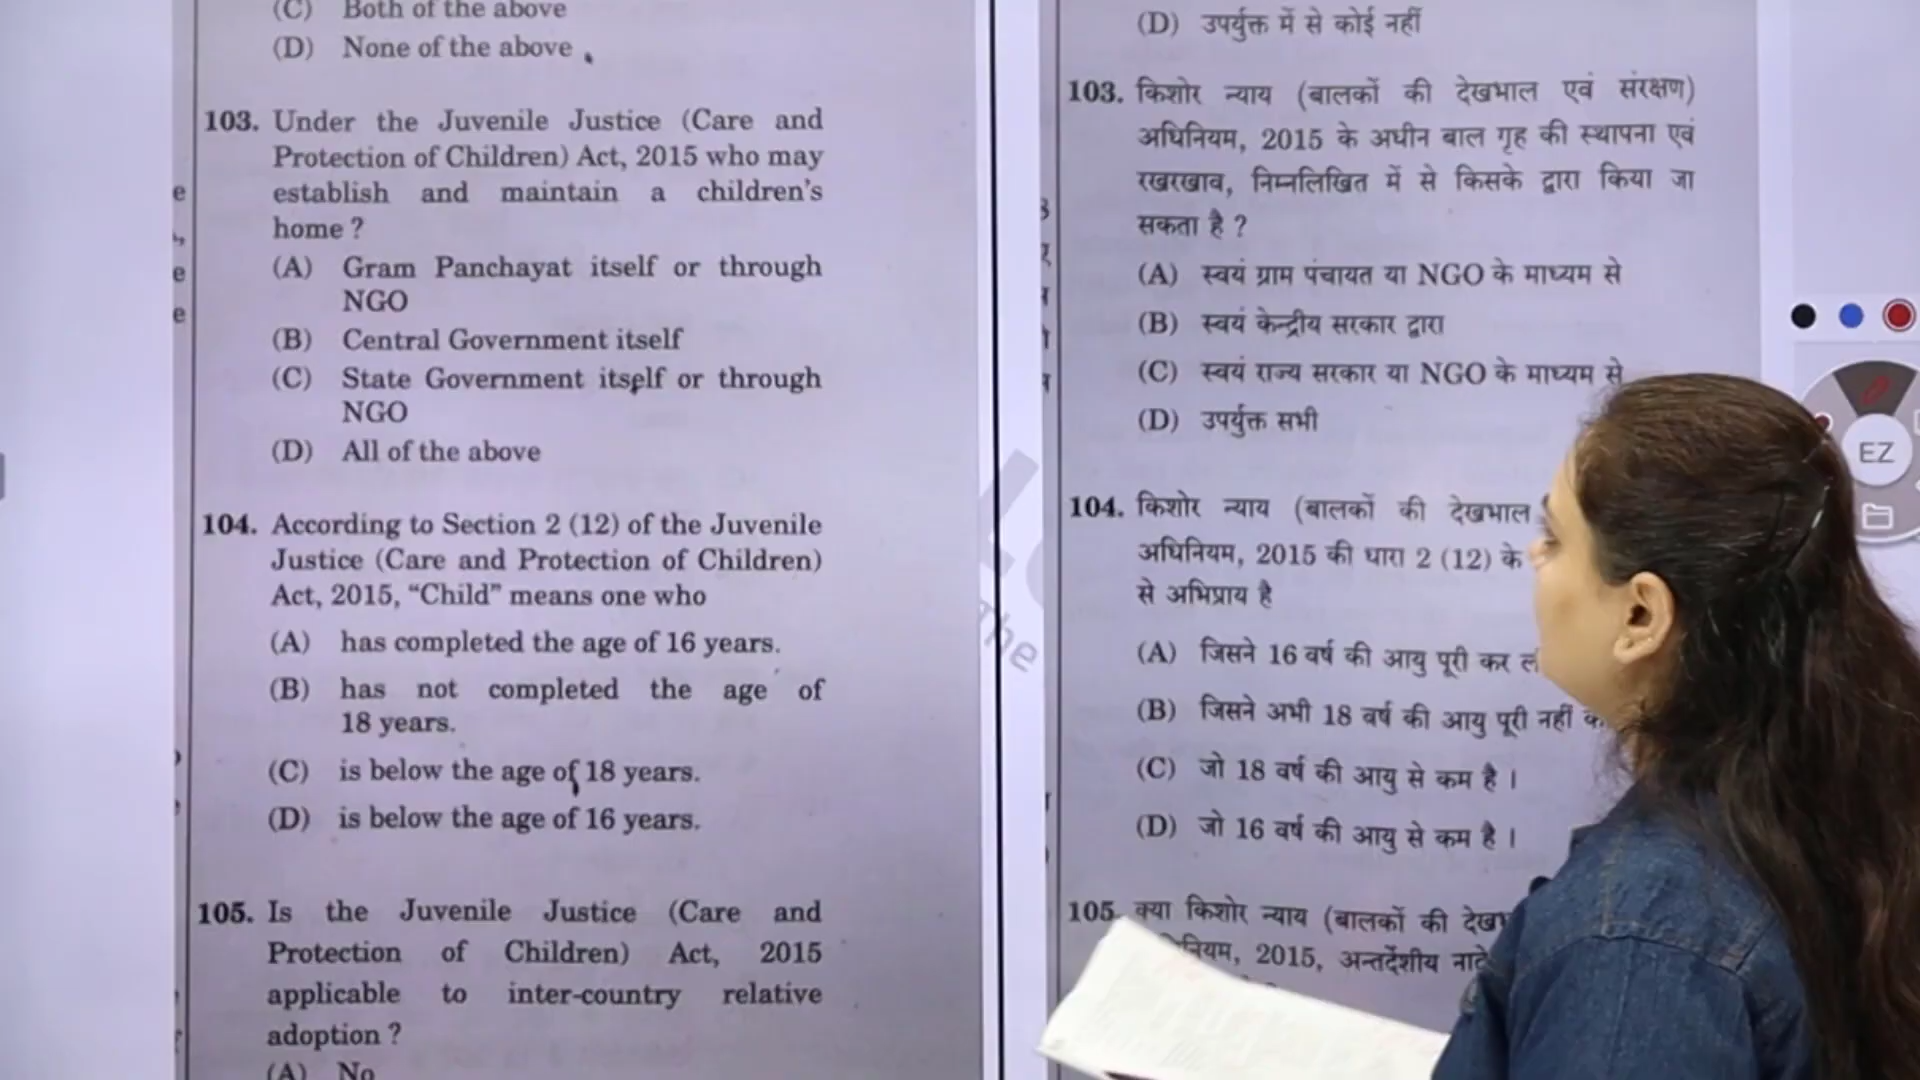 (C) Both of the above
(D) None of the above
103. Under the Juvenile Justice (Care and
Protection of Children) Act, 2015 who may
establish and maintain a children's
home ?
(A) Gram Panchayat itself or through
NGO
(B) Central Government itself
(C) State Government itself or through
NGO
(D) All of the above
104. According to Section 2 (12) of the Juvenile
Justice (Care and Protection of Children)
Act, 2015, “Child” means one who
(A) has completed the age of 16 years.
(B) has not completed the age of
18 years.
(C) is below the age of 18 years.
(D) is below the age of 16 years.
105. Is the Juvenile Justice (Care and
Protection of Children) Act, 2015
applicable to inter-country relative
adoption ?
(A) No
(D) उपर्युक्त में से कोई नहीं
103. किशोर न्याय (बालकों की देखभाल एवं संरक्षण)
अधिनियम, 2015 के अधीन बाल गृह की स्थापना एवं
रखरखाव, निम्नलिखित में से किसके द्वारा किया जा
सकता है ?
(A) स्वयं ग्राम पंचायत या NGO के माध्यम से
(B) स्वयं केन्द्रीय सरकार द्वारा
(C) स्वयं राज्य सरकार या NGO के माध्यम से
(D) उपर्युक्त सभी
104. किशोर न्याय (बालकों की देखभाल
अधिनियम, 2015 की धारा 2 (12) के
से अभिप्राय है
(A) जिसने 16 वर्ष की आयु पूरी कर
(B) जिसने अभी 18 वर्ष की आयु पूरी नहीं
(C) जो 18 वर्ष की आयु से कम है ।
(D) जो 16 वर्ष की आयु से कम है ।
105. क्या किशोर न्याय (बालकों की
2015, अन्तर्देशीय
The
EZ